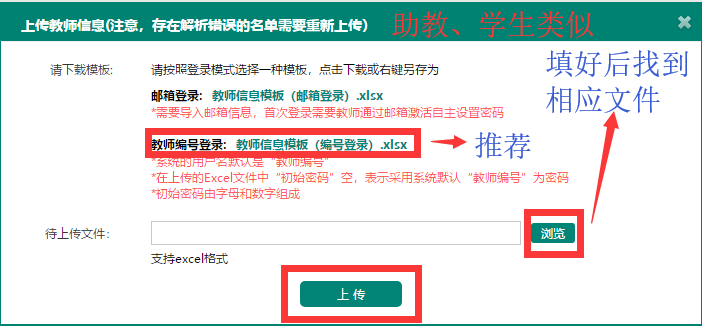 上传教师信息(注意，存在解析错误的名单需要重新上传)
助教、学生类似
请下载模板：
请按照登录模式选择一种模板，点击下载或右键另存为
填好后找到
相应文件
邮箱登录：教师信息模板（邮箱登录）.xlsx
*需要导入邮箱信息，首次登录需要教师通过邮箱激活自主设置密码
教师编号登录：教师信息模板（编号登录）.xlsx
推荐
*系统的用户名默认是“教师编号”
*在上传的Excel文件中“初始密码”空，表示采用系统默认“教师编号”为密码
*初始密码由字母和数字组成
待上传文件：
浏览
支持excel格式
上 传